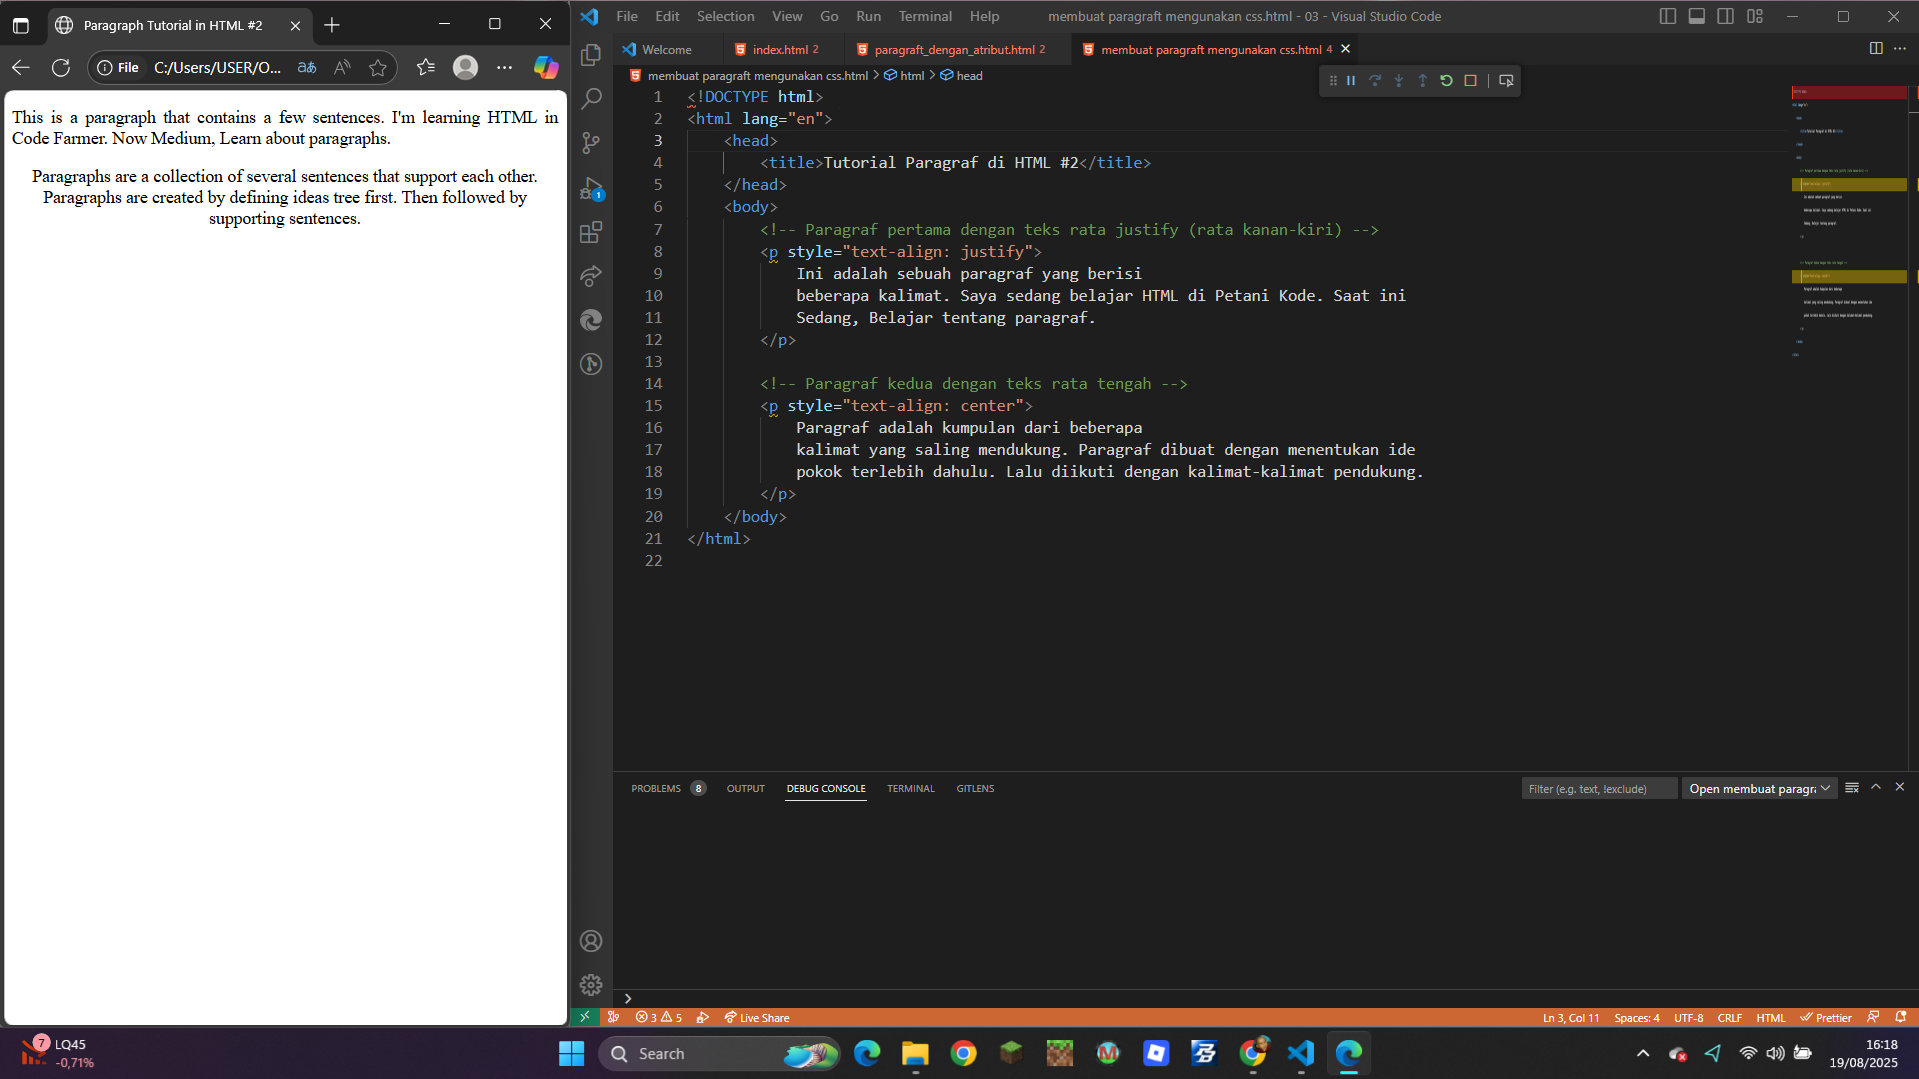 Paragraph Tutorial in HTML #2
File C:/Users/USER/O...
This is a paragraph that contains a few sentences. I'm learning HTML in
Code Farmer. Now Medium, Learn about paragraphs.
Paragraphs are a collection of several sentences that support each other.
Paragraphs are created by defining ideas tree first. Then followed by
supporting sentences.
File Edit Selection View Go Run Terminal Help
membuat paragraft mengunakan css.html - 03 - Visual Studio Code
Welcome
index.html 2
paragraft_dengan_atribut.html 2
membuat paragraft mengunakan css.html 4
membuat paragraft mengunakan css.html > html > head
1 <!DOCTYPE html>
2 <html lang="en">
3 <head>
4 <title>Tutorial Paragraf di HTML #2</title>
5 </head>
6 <body>
7 <!-- Paragraf pertama dengan teks rata justify (rata kanan-kiri) -->
8 <p style="text-align: justify">
9 Ini adalah sebuah paragraf yang berisi
10 beberapa kalimat. Saya sedang belajar HTML di Petani Kode. Saat ini
11 Sedang, Belajar tentang paragraf.
12 </p>
13
14 <!-- Paragraf kedua dengan teks rata tengah -->
15 <p style="text-align: center">
16 Paragraf adalah kumpulan dari beberapa
17 kalimat yang saling mendukung. Paragraf dibuat dengan menentukan ide
18 pokok terlebih dahulu. Lalu diikuti dengan kalimat-kalimat pendukung.
19 </p>
20 </body>
21 </html>
22
1
PROBLEMS 8 OUTPUT DEBUG CONSOLE TERMINAL GITLENS
Filter (e.g. text, !exclude)
Open membuat paragra
3 5 Live Share
Ln 3, Col 11 Spaces: 4 UTF-8 CRLF HTML Prettier
7 LQ45
-0,71%
Search
16:18
19/08/2025